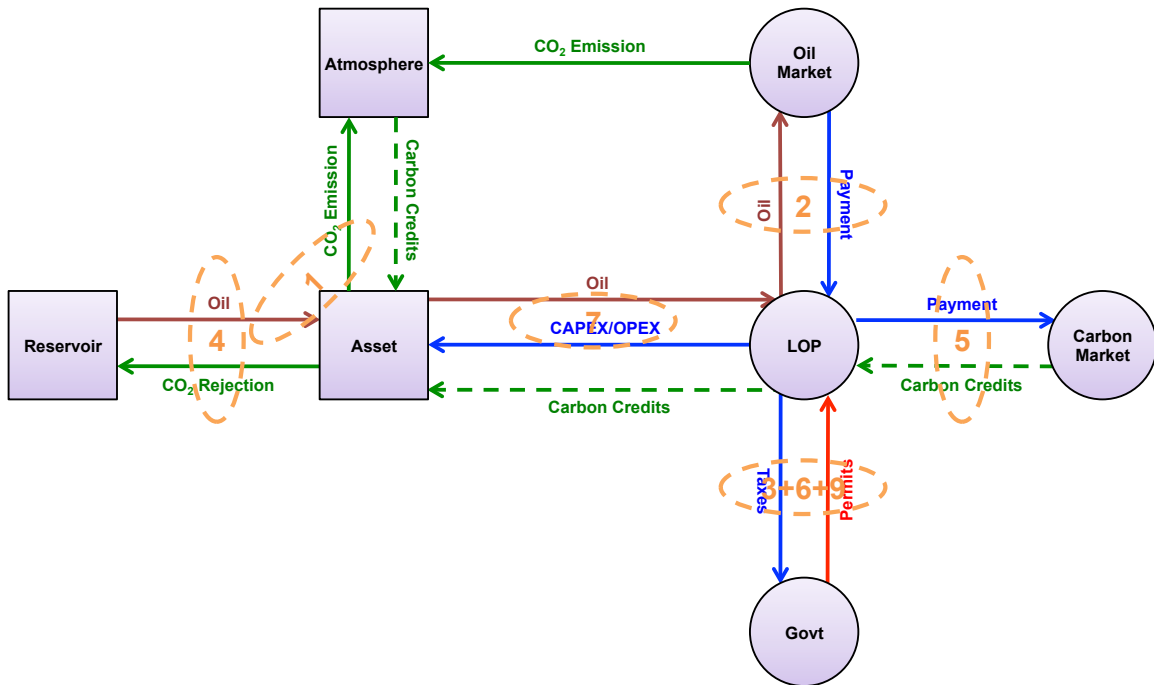 CO₂ Emission
Oil
Market
Atmosphere
CO₂ Emission
Carbon Credits
Oil
2
Payment
Oil
4
1
Oil
7
CAPEX/OPEX
Payment
5
Reservoir
Asset
LOP
Carbon
Market
CO₂ Rejection
Carbon Credits
Carbon Credits
Taxes
3+6+9
Permits
Govt